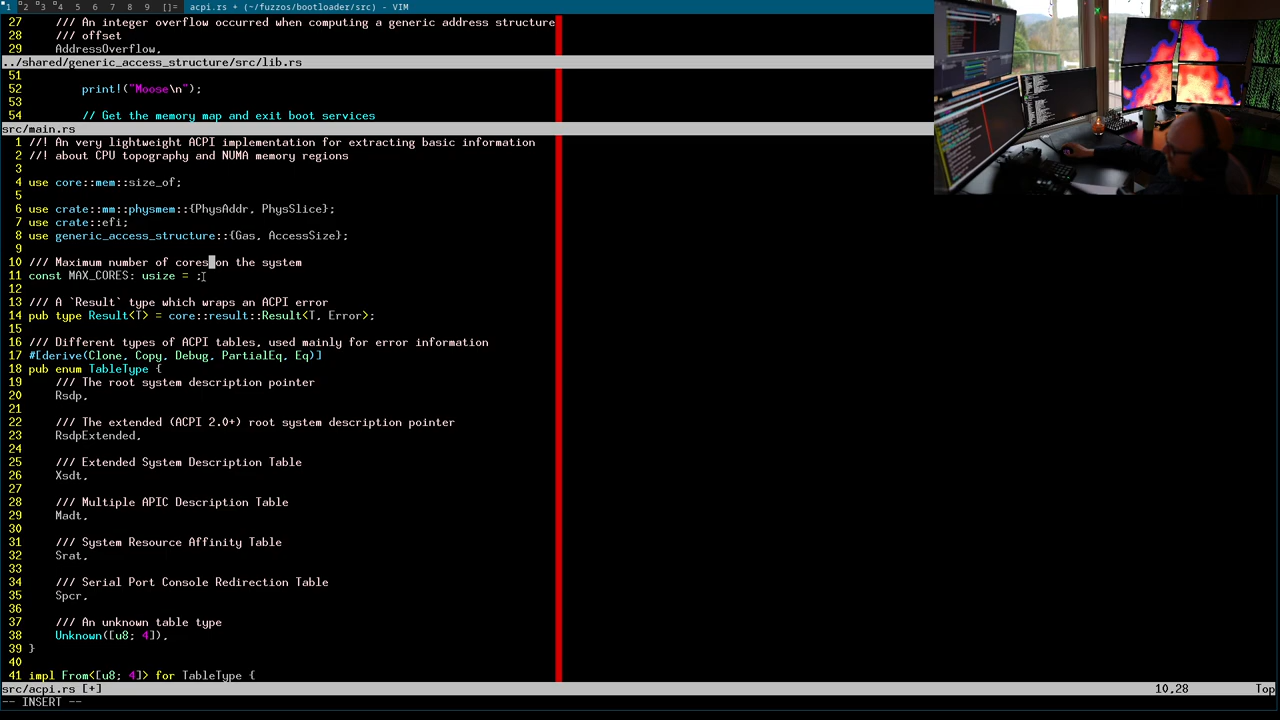 1 2 3 4 5 6 7 8 9 []= acpi.rs + (~/fuzzos/bootloader/src) - VIM
27 /// An integer overflow occurred when computing a generic address structure
28 /// offset
29 AddressOverflow,
../shared/generic_access_structure/src/lib.rs
51
52 print!("Moose\n");
53
54 // Get the memory map and exit boot services
src/main.rs
1 //! An very lightweight ACPI implementation for extracting basic information
2 //! about CPU topography and NUMA memory regions
3
4 use core::mem::size_of;
5
6 use crate::mm::physmem::{PhysAddr, PhysSlice};
7 use crate::efi;
8 use generic_access_structure::{Gas, AccessSize};
9
10 /// Maximum number of cores on the system
11 const MAX_CORES: usize = ;
12
13 /// A `Result` type which wraps an ACPI error
14 pub type Result<T> = core::result::Result<T, Error>;
15
16 /// Different types of ACPI tables, used mainly for error information
17 #[derive(Clone, Copy, Debug, PartialEq, Eq)]
18 pub enum TableType {
19 /// The root system description pointer
20 Rsdp,
21
22 /// The extended (ACPI 2.0+) root system description pointer
23 RsdpExtended,
24
25 /// Extended System Description Table
26 Xsdt,
27
28 /// Multiple APIC Description Table
29 Madt,
30
31 /// System Resource Affinity Table
32 Srat,
33
34 /// Serial Port Console Redirection Table
35 Spcr,
36
37 /// An unknown table type
38 Unknown([u8; 4]),
39 }
40
41 impl From<[u8; 4]> for TableType {
src/acpi.rs [+] 10,28 Top
-- INSERT --